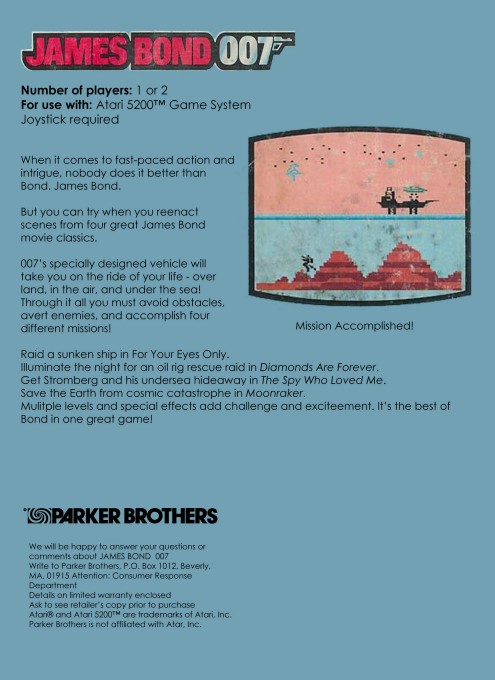 JAMES BOND 007
Number of players: 1 or 2
For use with: Atari 5200™ Game System
Joystick required
When it comes to fast-paced action and
intrigue, nobody does it better than
Bond. James Bond.
But you can try when you reenact
scenes from four great James Bond
movie classics.
007's specially designed vehicle will
take you on the ride of your life - over
land, in the air, and under the sea!
Through it all you must avoid obstacles,
avert enemies, and accomplish four
different missions!
Mission Accomplished!
Raid a sunken ship in For Your Eyes Only.
Illuminate the night for an oil rig rescue raid in Diamonds Are Forever.
Get Stromberg and his undersea hideaway in The Spy Who Loved Me.
Save the Earth from cosmic catastrophe in Moonraker.
Mulitple levels and special effects add challenge and exciteement. It's the best of
Bond in one great game!
PARKER BROTHERS
We will be happy to answer your questions or
comments about JAMES BOND 007
Write to Parker Brothers, P.O. Box 1012, Beverly,
MA, 01915 Attention: Consumer Response
Department
Details on limited warranty enclosed
Ask to see retailer's copy prior to purchase
Atari® and Atari 5200™ are trademarks of Atari, Inc.
Parker Brothers is not affiliated with Atar, Inc.